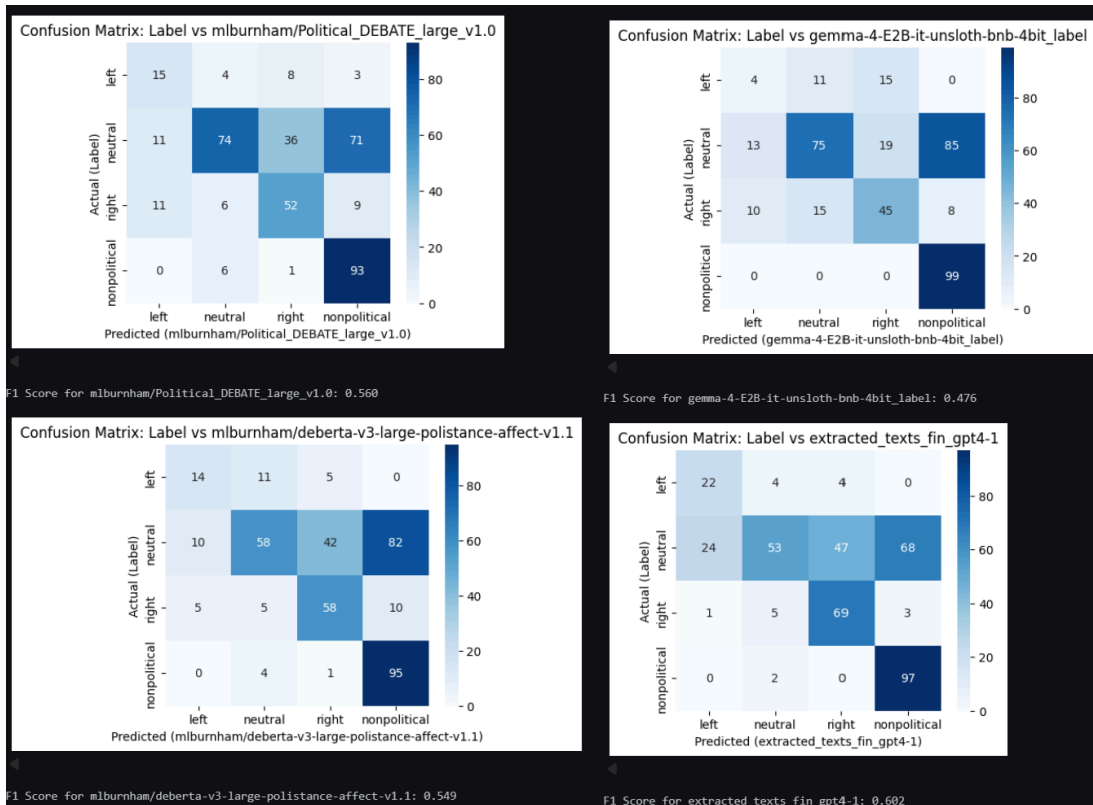 Confusion Matrix: Label vs mlburnham/Political_DEBATE_large_v1.0
left 15 4 8 3
neutral 11 74 36 71
right 11 6 52 9
nonpolitical 0 6 1 93
Actual (Label)
left neutral right nonpolitical
Predicted (mlburnham/Political_DEBATE_large_v1.0)
80
60
40
20
0
F1 Score for mlburnham/Political_DEBATE_large_v1.0: 0.560
Confusion Matrix: Label vs gemma-4-E2B-it-unsloth-bnb-4bit_label
left 4 11 15 0
neutral 13 75 19 85
right 10 15 45 8
nonpolitical 0 0 0 99
Actual (Label)
left neutral right nonpolitical
Predicted (gemma-4-E2B-it-unsloth-bnb-4bit_label)
80
60
40
20
0
F1 Score for gemma-4-E2B-it-unsloth-bnb-4bit_label: 0.476
Confusion Matrix: Label vs mlburnham/deberta-v3-large-polistance-affect-v1.1
left 14 11 5 0
neutral 10 58 42 82
right 5 5 58 10
nonpolitical 0 4 1 95
Actual (Label)
left neutral right nonpolitical
Predicted (mlburnham/deberta-v3-large-polistance-affect-v1.1)
80
60
40
20
0
F1 Score for mlburnham/deberta-v3-large-polistance-affect-v1.1: 0.549
Confusion Matrix: Label vs extracted_texts_fin_gpt4-1
left 22 4 4 0
neutral 24 53 47 68
right 1 5 69 3
nonpolitical 0 2 0 97
Actual (Label)
left neutral right nonpolitical
Predicted (extracted_texts_fin_gpt4-1)
80
60
40
20
0
F1 Score for extracted_texts_fin_gpt4-1: 0.602